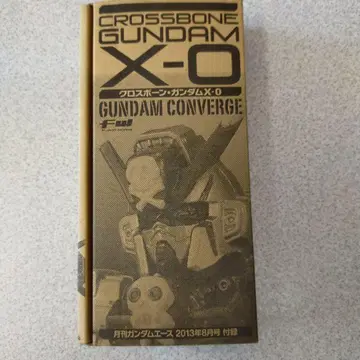 CROSSBONE
GUNDAM
X-0
クロスボーン・ガンダムX-0
GUNDAM CONVERGE
月刊ガンダムエース 2013年8月号 付録